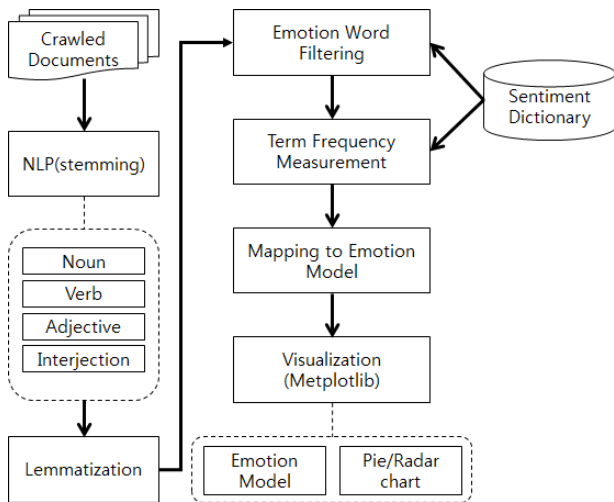 Crawled
Documents
NLP(stemming)
Noun
Verb
Adjective
Interjection
Lemmatization
Emotion Word
Filtering
Term Frequency
Measurement
Mapping to Emotion
Model
Visualization
(Metplotlib)
Emotion
Model
Pie/Radar
chart
Sentiment
Dictionary